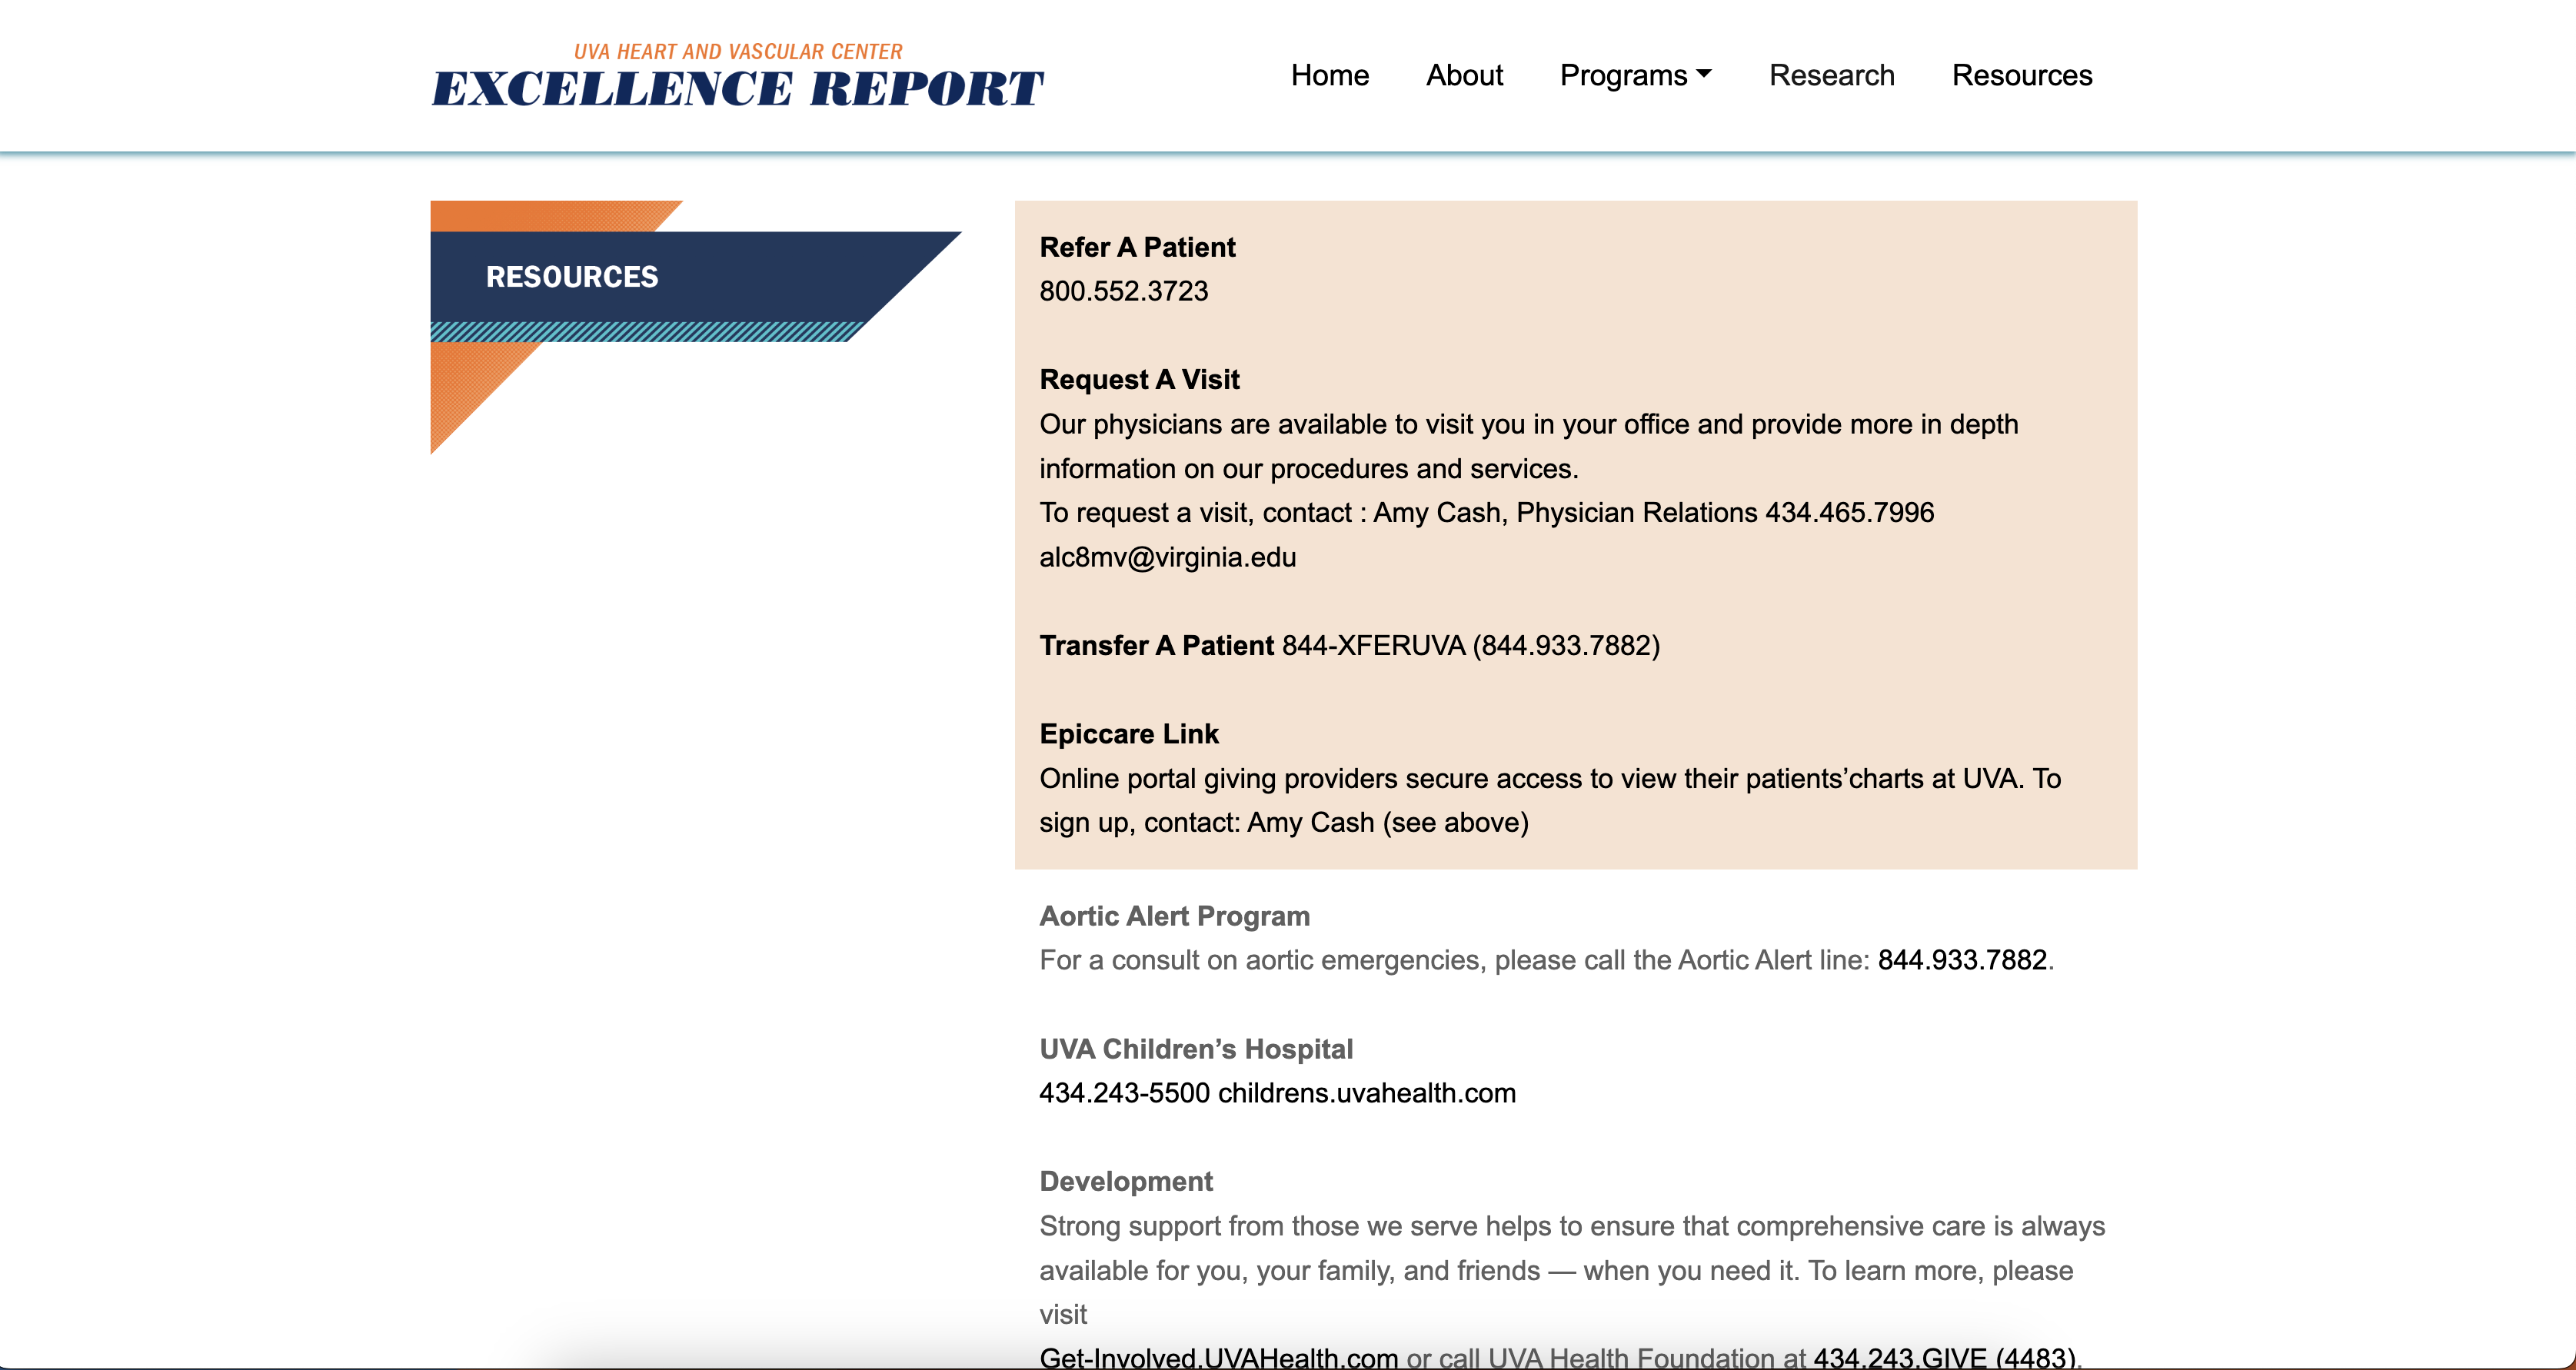 UVA HEART AND VASCULAR CENTER
EXCELLENCE REPORT
Home About Programs Research Resources
RESOURCES
Refer A Patient
800.552.3723
Request A Visit
Our physicians are available to visit you in your office and provide more in depth
information on our procedures and services.
To request a visit, contact : Amy Cash, Physician Relations 434.465.7996
alc8mv@virginia.edu
Transfer A Patient 844-XFERUVA (844.933.7882)
Epiccare Link
Online portal giving providers secure access to view their patients’charts at UVA. To
sign up, contact: Amy Cash (see above)
Aortic Alert Program
For a consult on aortic emergencies, please call the Aortic Alert line: 844.933.7882.
UVA Children’s Hospital
434.243-5500 childrens.uvahealth.com
Development
Strong support from those we serve helps to ensure that comprehensive care is always
available for you, your family, and friends — when you need it. To learn more, please
visit
Get-Involved.UVAHealth.com or call UVA Health Foundation at 434.243.GIVE (4483).